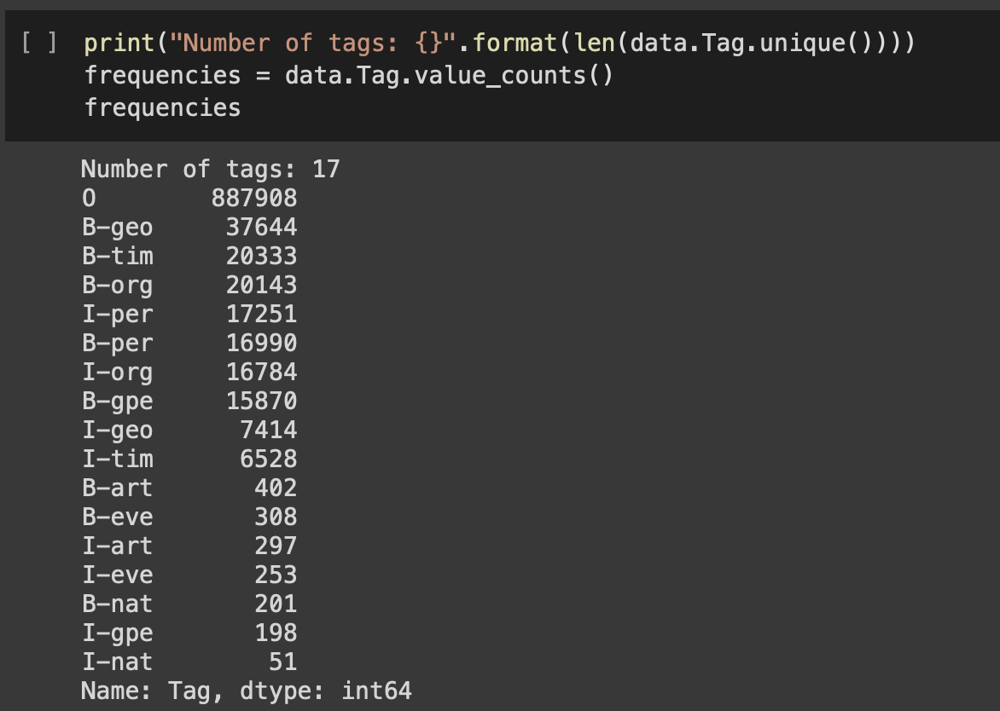 [ ] print("Number of tags: {}".format(len(data.Tag.unique())))
frequencies = data.Tag.value_counts()
frequencies
Number of tags: 17
O        887908
B-geo     37644
B-tim     20333
B-org     20143
I-per     17251
B-per     16990
I-org     16784
B-gpe     15870
I-geo      7414
I-tim      6528
B-art       402
B-eve       308
I-art       297
I-eve       253
B-nat       201
I-gpe       198
I-nat        51
Name: Tag, dtype: int64